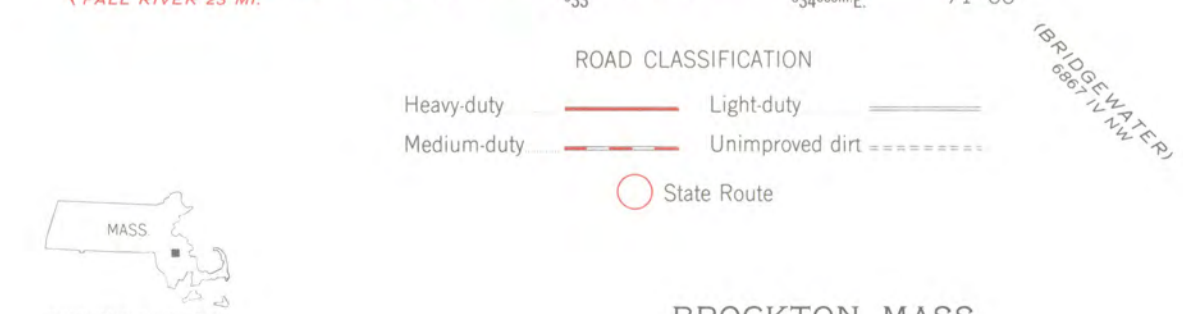 FALL RIVER 23 MI.
ROAD CLASSIFICATION
Heavy-duty
Light-duty
Medium-duty
Unimproved dirt
State Route
(BRIDGEWATER)
6867 IV NW
MASS.
BROCKTON, MASS.